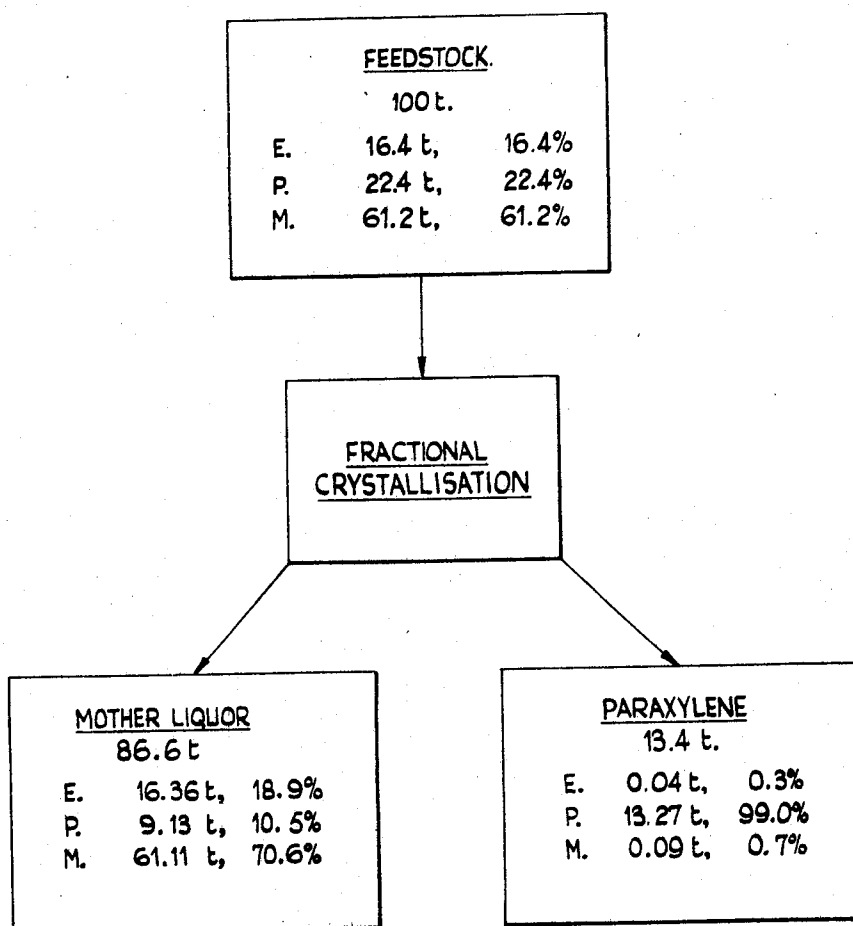 FEEDSTOCK.
100 t.
E. 16.4 t, 16.4%
P. 22.4 t, 22.4%
M. 61.2 t, 61.2%
FRACTIONAL
CRYSTALLISATION
MOTHER LIQUOR
86.6 t
E. 16.36 t, 18.9%
P. 9.13 t, 10.5%
M. 61.11 t, 70.6%
PARAXYLENE
13.4 t.
E. 0.04 t, 0.3%
P. 13.27 t, 99.0%
M. 0.09 t, 0.7%